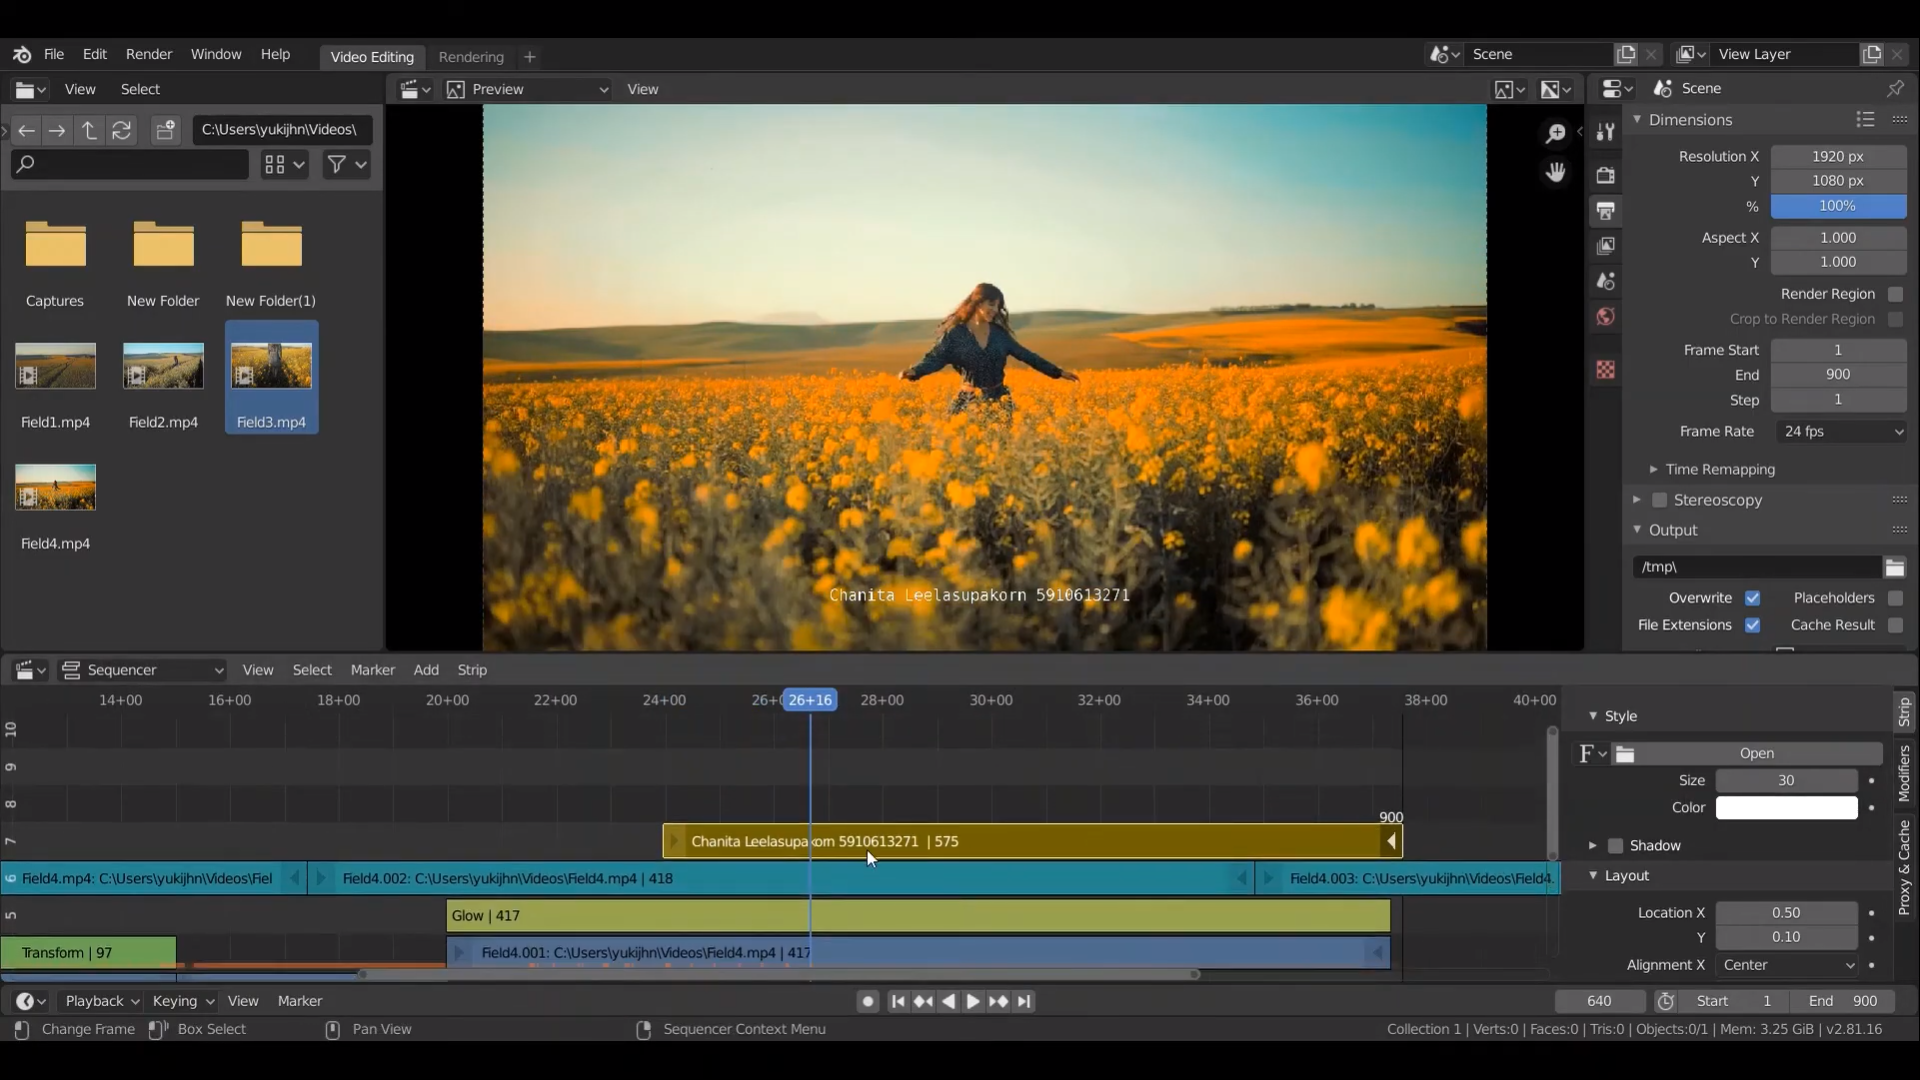 File Edit Render Window Help Video Editing Rendering + Scene View Layer
View Select Preview View Scene
C:\Users\yukijhn\Videos\
Captures New Folder New Folder(1)
Field1.mp4 Field2.mp4 Field3.mp4
Field4.mp4
Chanita Leelasupakorn 5910613271
Dimensions
Resolution X 1920 px
Y 1080 px
% 100%
Aspect X 1.000
Y 1.000
Render Region
Crop to Render Region
Frame Start 1
End 900
Step 1
Frame Rate 24 fps
Time Remapping
Stereoscopy
Output
/tmp\
Overwrite Placeholders
File Extensions Cache Result
Sequencer View Select Marker Add Strip
14+00 16+00 18+00 20+00 22+00 24+00 26+0 26+16 28+00 30+00 32+00 34+00 36+00 38+00 40+00
10
9
8
900
7 Chanita Leelasupakorn 5910613271 | 575
6 Field4.mp4: C:\Users\yukijhn\Videos\Fiel Field4.002: C:\Users\yukijhn\Videos\Field4.mp4 | 418 Field4.003: C:\Users\yukijhn\Videos\Field4.
5 Glow | 417
Transform | 97 Field4.001: C:\Users\yukijhn\Videos\Field4.mp4 | 417
Style
F Open
Size 30
Color
Shadow
Layout
Location X 0.50
Y 0.10
Alignment X Center
Strip
Modifiers
Proxy & Cache
Playback Keying View Marker 640 Start 1 End 900
Change Frame Box Select Pan View Sequencer Context Menu Collection 1 | Verts:0 | Faces:0 | Tris:0 | Objects:0/1 | Mem: 3.25 GiB | v2.81.16